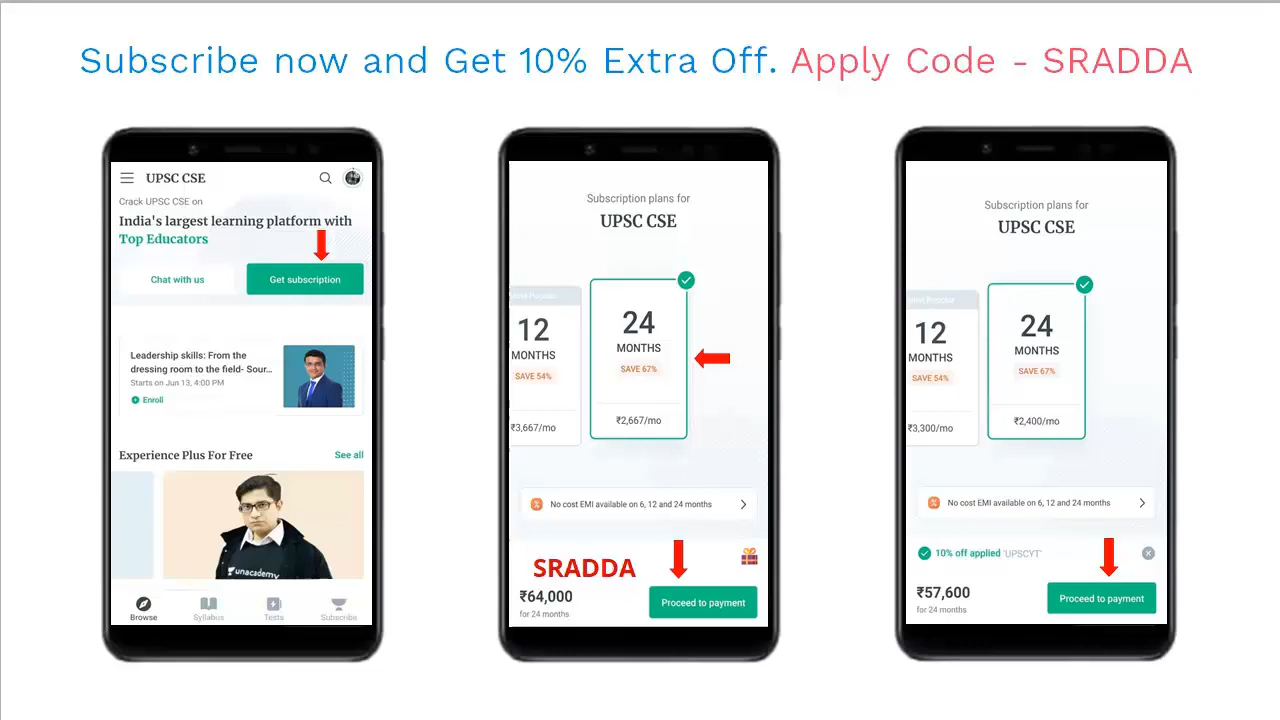 Subscribe now and Get 10% Extra Off. Apply Code - SRADDA
UPSC CSE
Crack UPSC CSE on
India's largest learning platform with
Top Educators
Chat with us
Get subscription
Leadership skills: From the
dressing room to the field- Sour...
Starts on Jun 13, 4:00 PM
Enroll
Experience Plus For Free
See all
unacademy
Browse
Syllabus
Tests
Subscribe
Subscription plans for
UPSC CSE
12
MONTHS
SAVE 54%
₹3,667/mo
24
MONTHS
SAVE 67%
₹2,667/mo
No cost EMI available on 6, 12 and 24 months
SRADDA
₹64,000
for 24 months
Proceed to payment
Subscription plans for
UPSC CSE
12
MONTHS
SAVE 54%
₹3,300/mo
24
MONTHS
SAVE 67%
₹2,400/mo
No cost EMI available on 6, 12 and 24 months
10% off applied 'UPSCYT'
₹57,600
for 24 months
Proceed to payment